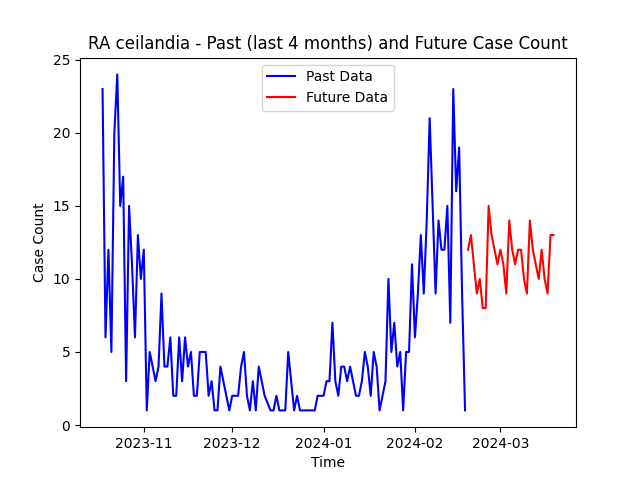 RA ceilandia - Past (last 4 months) and Future Case Count
Past Data
Future Data
Case Count
25
20
15
10
5
0
2023-11
2023-12
2024-01
2024-02
2024-03
Time